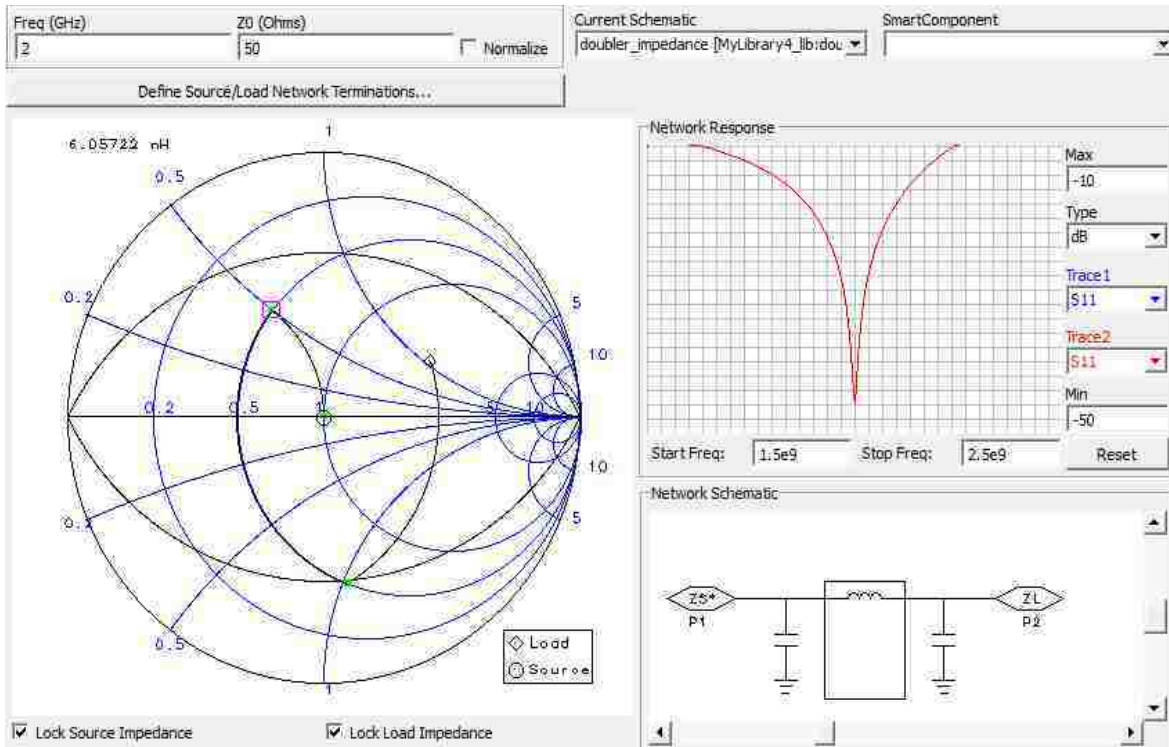 Freq (GHz)
2
Z0 (Ohms)
50
Normalize
Current Schematic
doubler_impedance [MyLibrary4_lib:dou
SmartComponent
Define Source/Load Network Terminations...
6.05722 nH
1
0.5
0.2
5
10
0.2
0.5
1
5
10
10
5
0.2
0.5
1
Load
Source
Lock Source Impedance
Lock Load Impedance
Network Response
Max
-10
Type
dB
Trace1
S11
Trace2
S11
Min
-50
Start Freq:
1.5e9
Stop Freq:
2.5e9
Reset
Network Schematic
ZS*
P1
ZL
P2